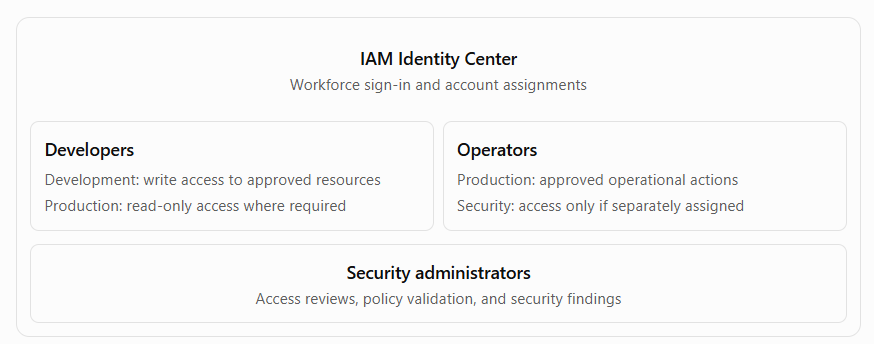 IAM Identity Center
Workforce sign-in and account assignments
Developers
Development: write access to approved resources
Production: read-only access where required
Operators
Production: approved operational actions
Security: access only if separately assigned
Security administrators
Access reviews, policy validation, and security findings